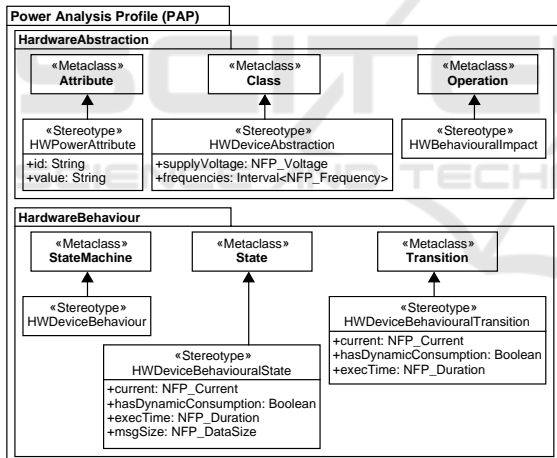 Power Analysis Profile (PAP)
HardwareAbstraction
«Metaclass»
Attribute
«Metaclass»
Class
«Metaclass»
Operation
«Stereotype»
HWPowerAttribute
+id: String
+value: String
«Stereotype»
HWDeviceAbstraction
+supplyVoltage: NFP_Voltage
+frequencies: Interval<NFP_Frequency>
«Stereotype»
HWBehaviouralImpact
HardwareBehaviour
«Metaclass»
StateMachine
«Metaclass»
State
«Metaclass»
Transition
«Stereotype»
HWDeviceBehaviour
«Stereotype»
HWDeviceBehaviouralState
+current: NFP_Current
+hasDynamicConsumption: Boolean
+execTime: NFP_Duration
+msgSize: NFP_DataSize
«Stereotype»
HWDeviceBehaviouralTransition
+current: NFP_Current
+hasDynamicConsumption: Boolean
+execTime: NFP_Duration